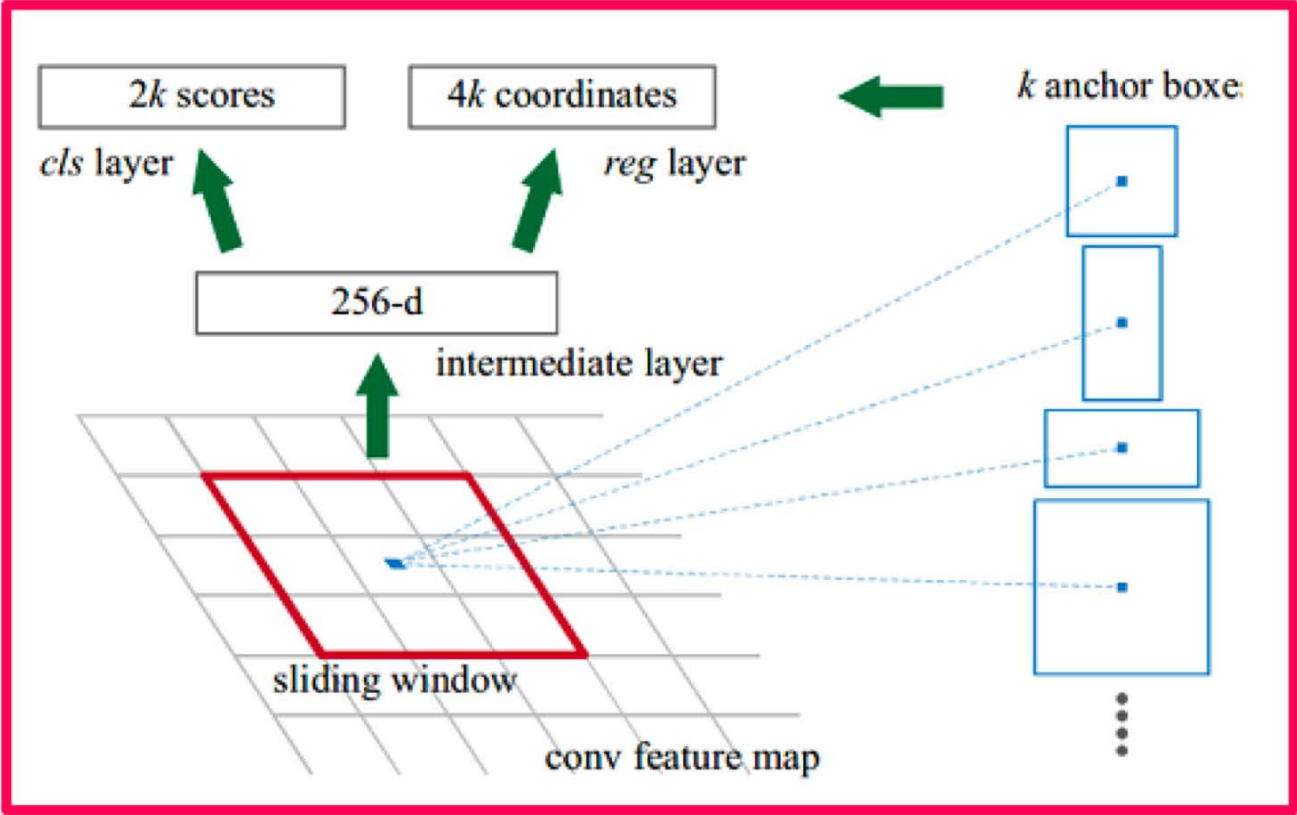 2k scores
4k coordinates
k anchor boxe
cls layer
reg layer
256-d
intermediate layer
sliding window
conv feature map